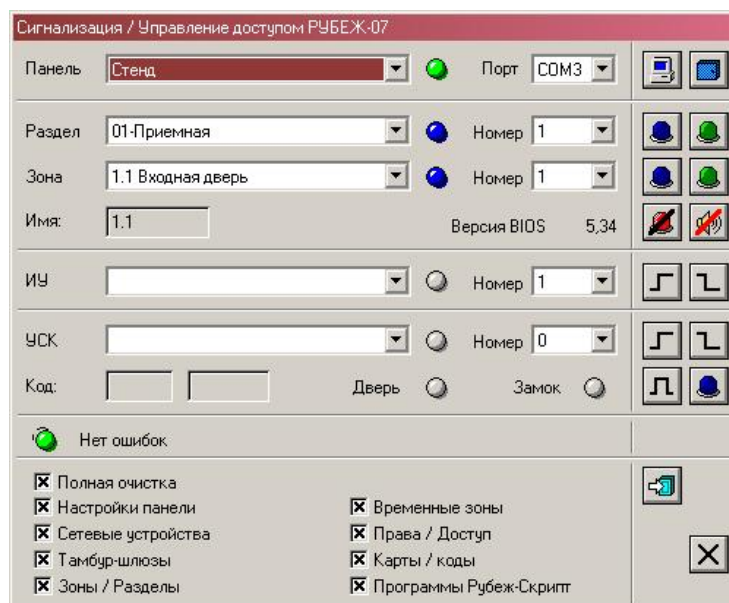 Сигнализация / Управление доступом РУБЕЖ-07
Панель Стенд Порт COM3
Раздел 01-Приемная Номер 1
Зона 1.1 Входная дверь Номер 1
Имя: 1.1 Версия BIOS 5,34
ИУ Номер 1
УСК Номер 0
Код: Дверь Замок
Нет ошибок
Полная очистка
Настройки панели Временные зоны
Сетевые устройства Права / Доступ
Тамбур-шлюзы Карты / коды
Зоны / Разделы Программы Рубеж-Скрипт